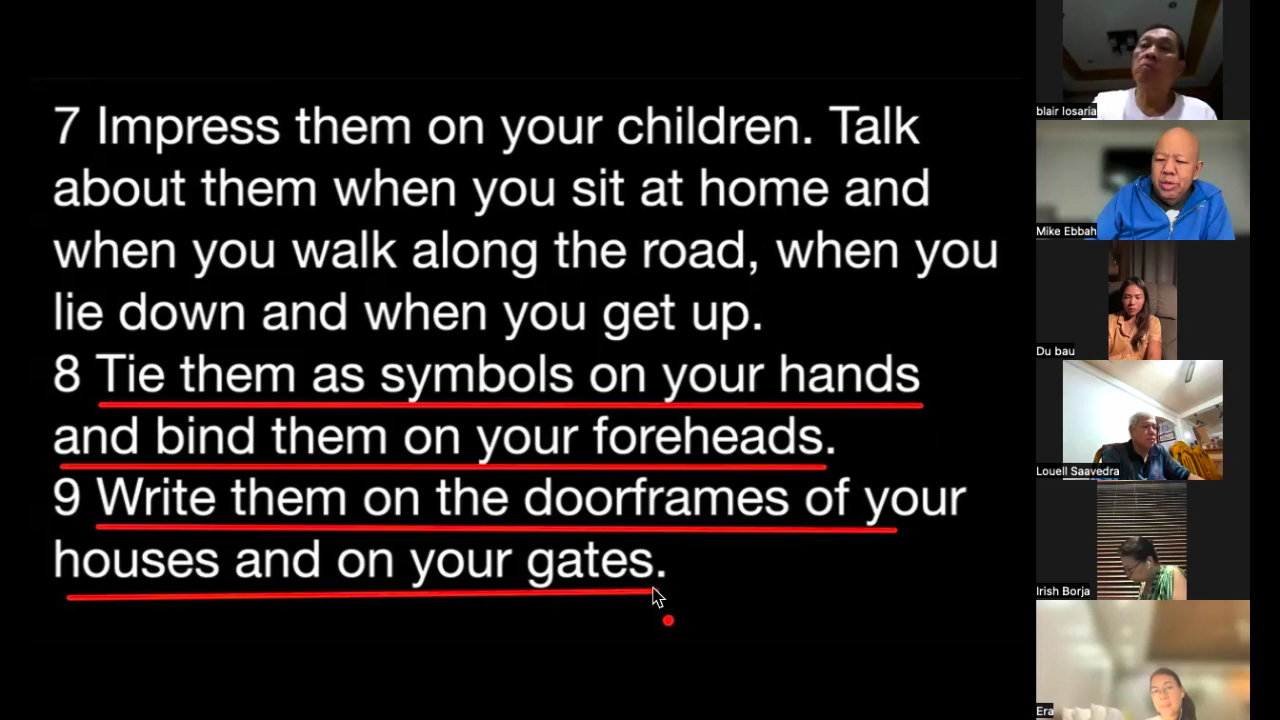 7 Impress them on your children. Talk
about them when you sit at home and
when you walk along the road, when you
lie down and when you get up.
8 Tie them as symbols on your hands
and bind them on your foreheads.
9 Write them on the doorframes of your
houses and on your gates.
blair losaria
Mike Ebbah
Du bau
Louell Saavedra
Irish Borja
Era